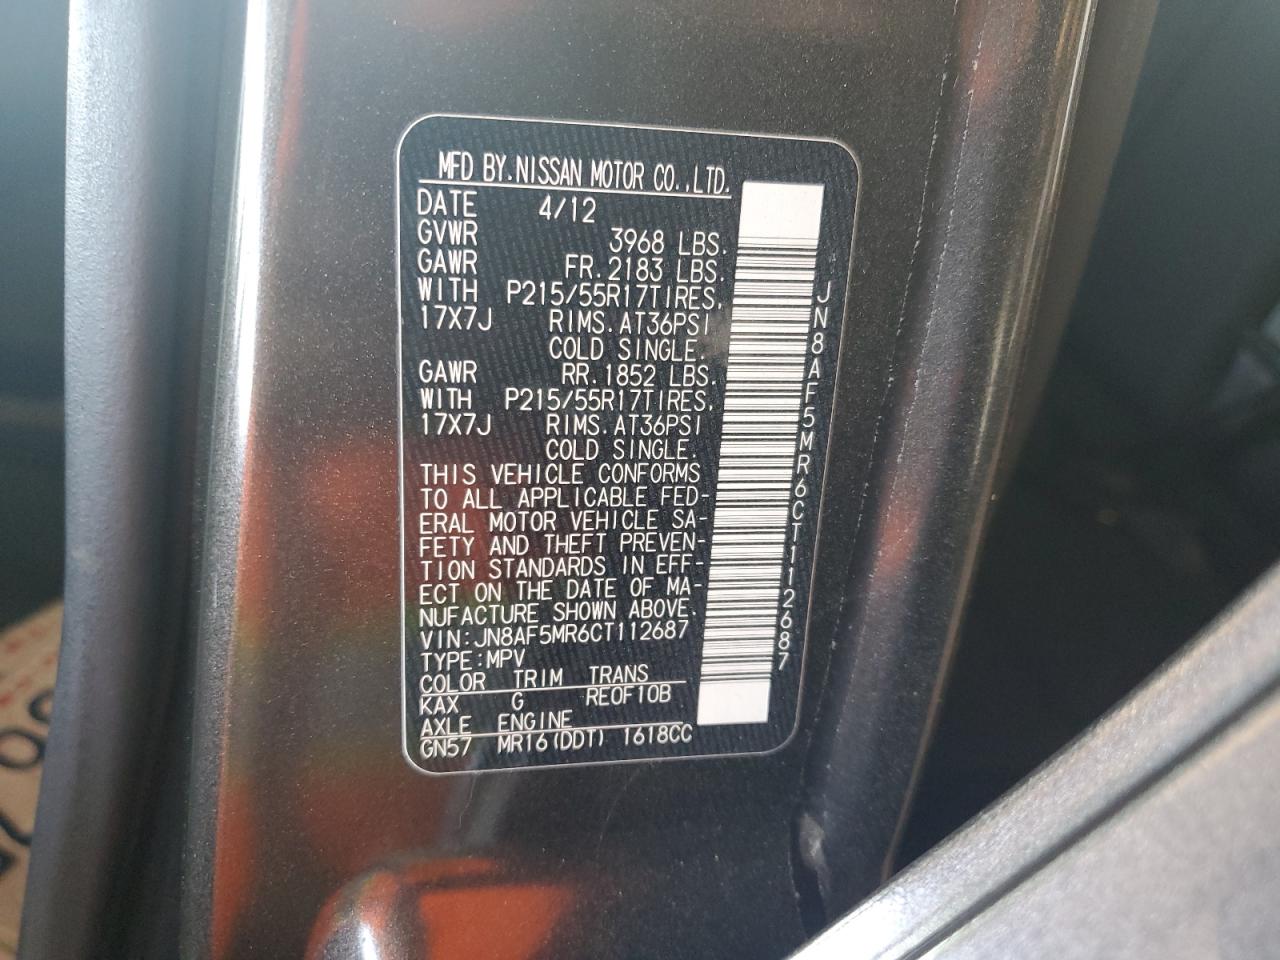 MFD BY.NISSAN MOTOR CO.,LTD.
DATE 4/12
GVWR 3968 LBS.
GAWR FR.2183 LBS.
WITH P215/55R17TIRES,
17X7J RIMS.AT36PSI
COLD SINGLE.
GAWR RR.1852 LBS.
WITH P215/55R17TIRES,
17X7J RIMS.AT36PSI
COLD SINGLE.
THIS VEHICLE CONFORMS
TO ALL APPLICABLE FED-
ERAL MOTOR VEHICLE SA-
FETY AND THEFT PREVEN-
TION STANDARDS IN EFF-
ECT ON THE DATE OF MA-
NUFACTURE SHOWN ABOVE.
VIN:JN8AF5MR6CT112687
TYPE:MPV
COLOR TRIM TRANS
KAX G RE0F10B
AXLE ENGINE
GN57 MR16(DDT) 1618CC
JN8AF5MR6CT112687